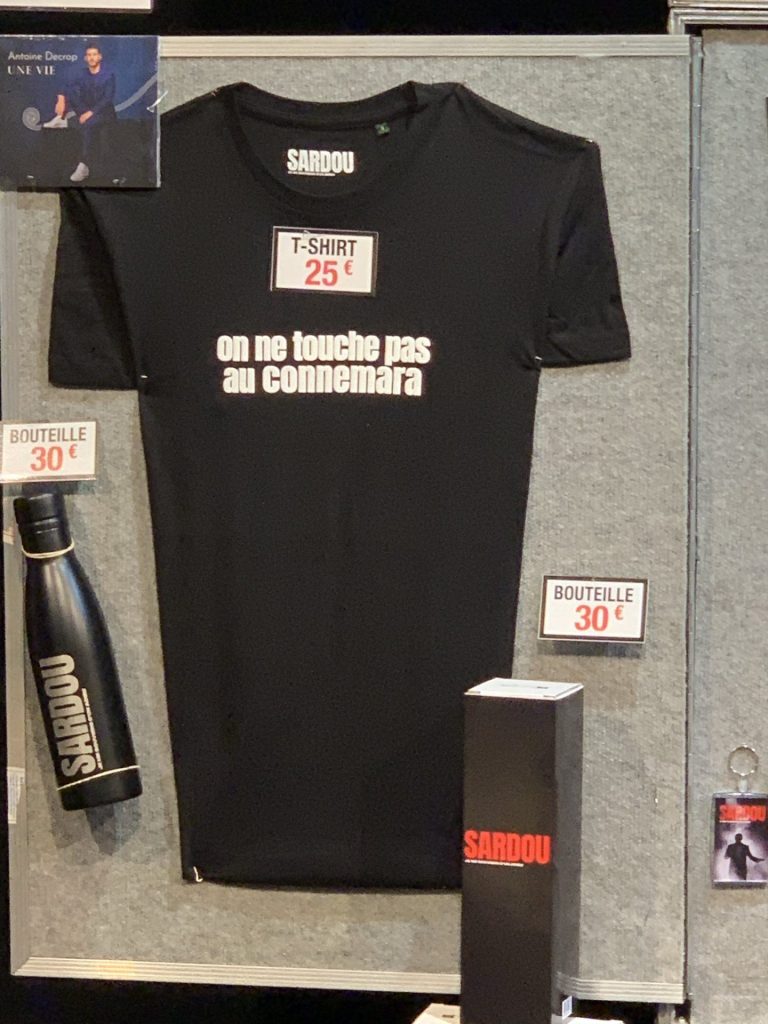 Antoine Decrop
UNE VIE
SARDOU
T-SHIRT
25 €
on ne touche pas
au connemara
BOUTEILLE
30 €
BOUTEILLE
30 €
SARDOU
SARDOU
SARDOU